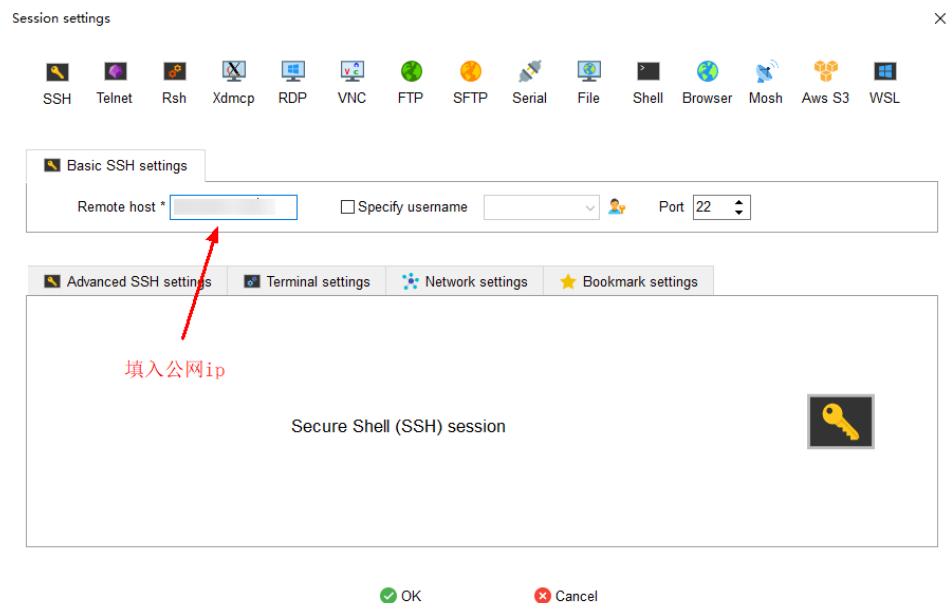 Session settings
SSH Telnet Rsh Xdmcp RDP VNC FTP SFTP Serial File Shell Browser Mosh Aws S3 WSL
Basic SSH settings
Remote host * Specify username Port 22
Advanced SSH settings Terminal settings Network settings Bookmark settings
填入公网ip
Secure Shell (SSH) session
OK Cancel